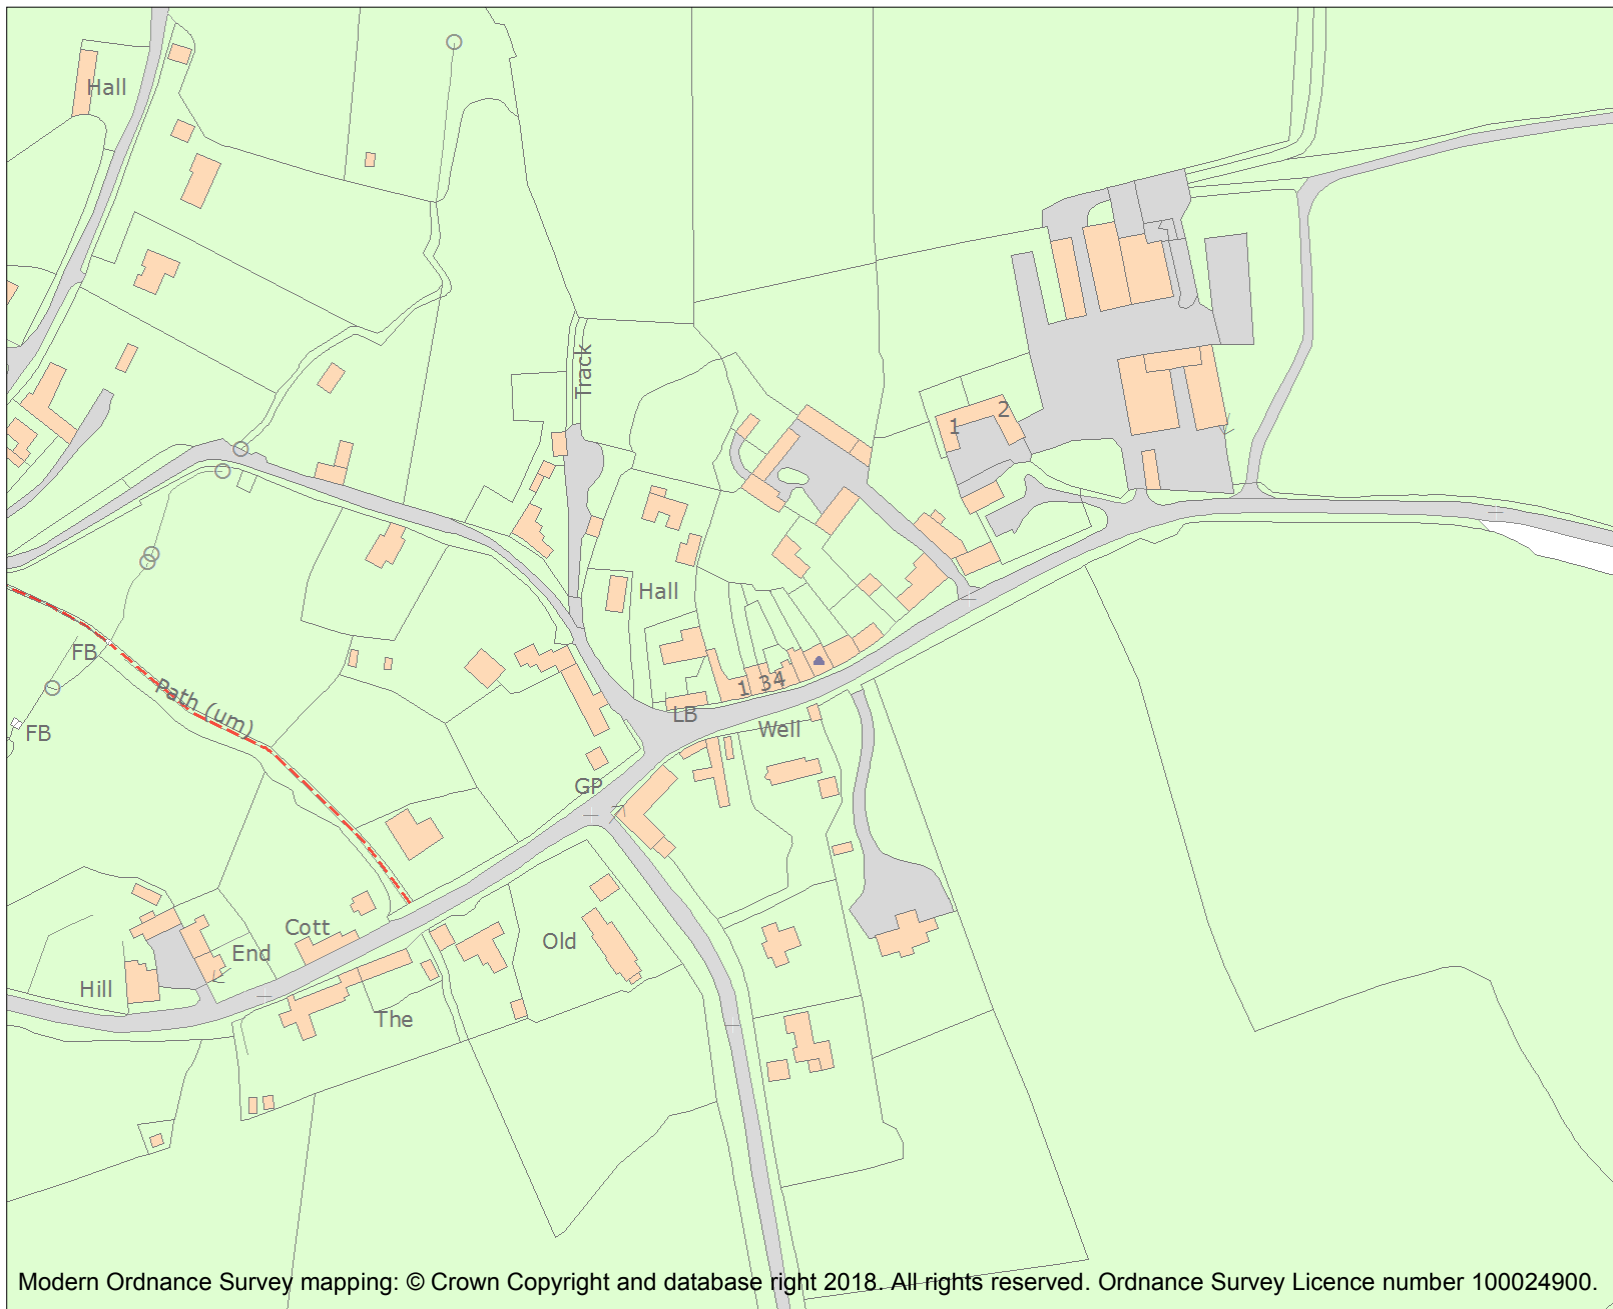 Hall
Track
2
1
Hall
FB
Path (um)
1 34
LB
Well
FB
GP
Cott
Old
End
Hill
The
Modern Ordnance Survey mapping: © Crown Copyright and database right 2018. All rights reserved. Ordnance Survey Licence number 100024900.